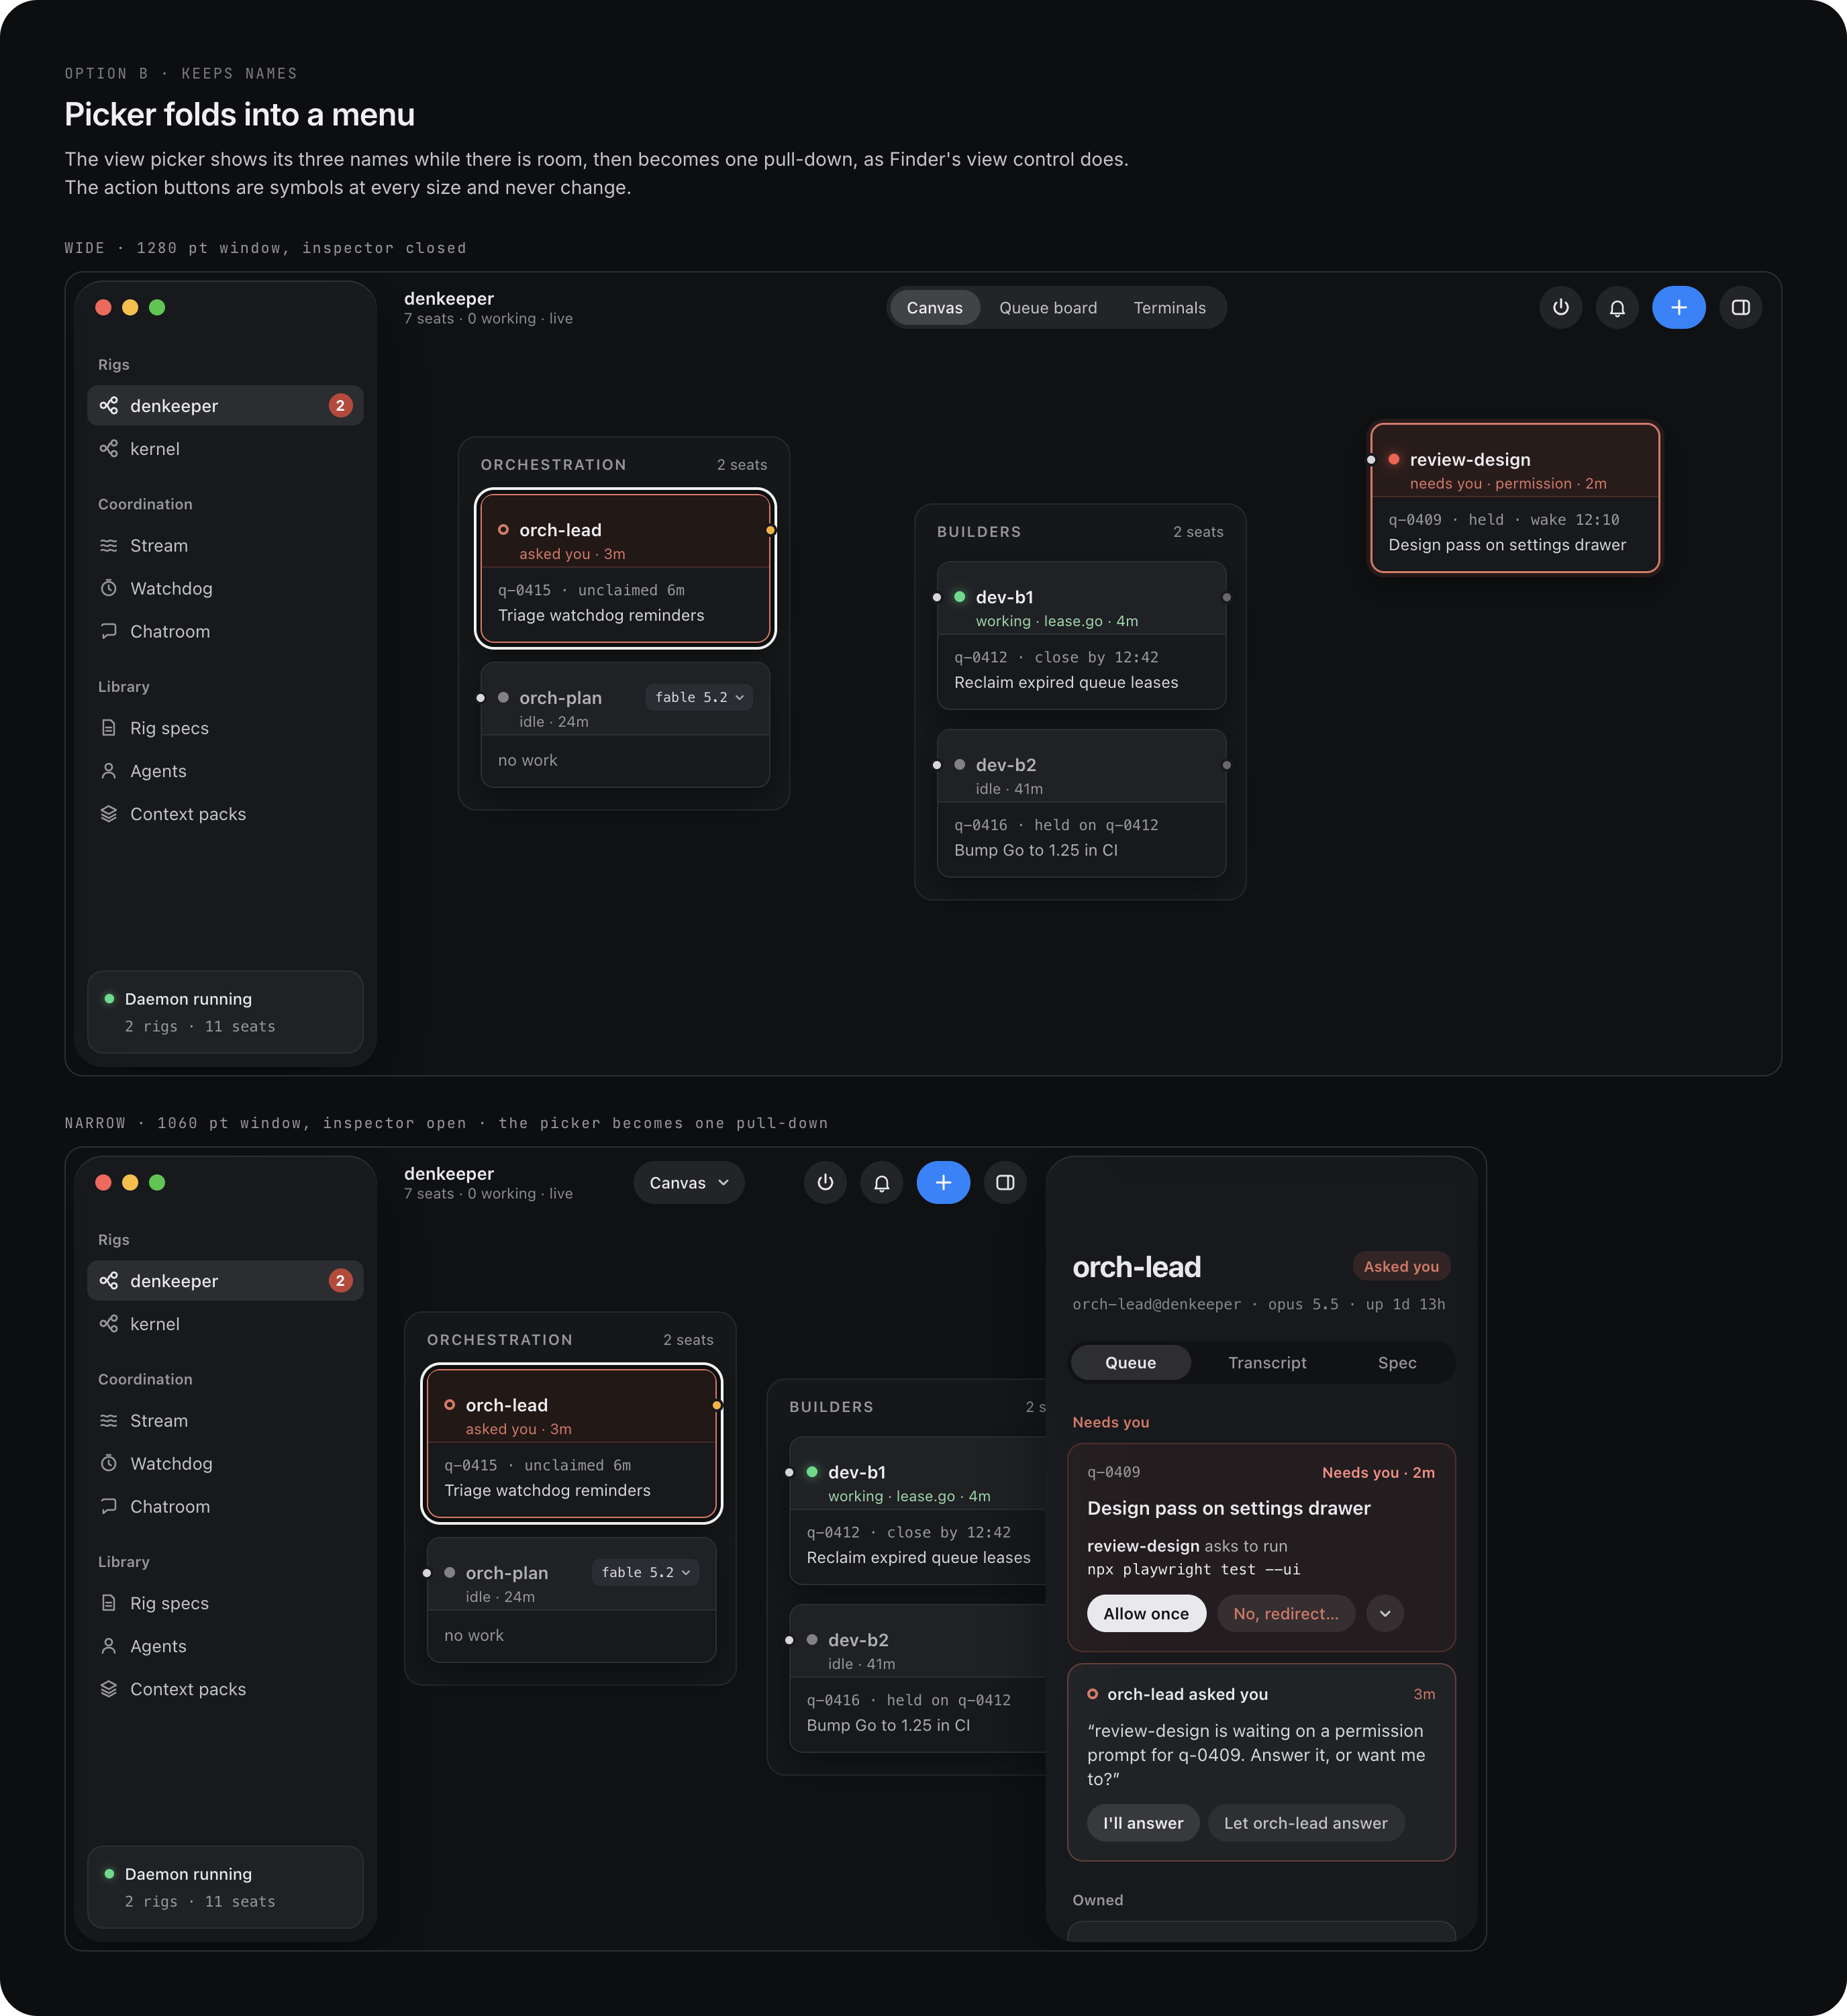 OPTION B · KEEPS NAMES
Picker folds into a menu
The view picker shows its three names while there is room, then becomes one pull-down, as Finder's view control does.
The action buttons are symbols at every size and never change.
WIDE · 1280 pt window, inspector closed
denkeeper
7 seats · 0 working · live
Canvas
Queue board
Terminals
Rigs
denkeeper
2
kernel
Coordination
Stream
Watchdog
Chatroom
Library
Rig specs
Agents
Context packs
Daemon running
2 rigs · 11 seats
ORCHESTRATION
2 seats
orch-lead
asked you · 3m
q-0415 · unclaimed 6m
Triage watchdog reminders
orch-plan
fable 5.2
idle · 24m
no work
BUILDERS
2 seats
dev-b1
working · lease.go · 4m
q-0412 · close by 12:42
Reclaim expired queue leases
dev-b2
idle · 41m
q-0416 · held on q-0412
Bump Go to 1.25 in CI
review-design
needs you · permission · 2m
q-0409 · held · wake 12:10
Design pass on settings drawer
NARROW · 1060 pt window, inspector open · the picker becomes one pull-down
denkeeper
7 seats · 0 working · live
Canvas
Rigs
denkeeper
2
kernel
Coordination
Stream
Watchdog
Chatroom
Library
Rig specs
Agents
Context packs
Daemon running
2 rigs · 11 seats
ORCHESTRATION
2 seats
orch-lead
asked you · 3m
q-0415 · unclaimed 6m
Triage watchdog reminders
orch-plan
fable 5.2
idle · 24m
no work
BUILDERS
2 s
dev-b1
working · lease.go · 4m
q-0412 · close by 12:42
Reclaim expired queue leases
dev-b2
idle · 41m
q-0416 · held on q-0412
Bump Go to 1.25 in CI
orch-lead
Asked you
orch-lead@denkeeper · opus 5.5 · up 1d 13h
Queue
Transcript
Spec
Needs you
q-0409
Needs you · 2m
Design pass on settings drawer
review-design asks to run
npx playwright test --ui
Allow once
No, redirect...
orch-lead asked you
3m
“review-design is waiting on a permission
prompt for q-0409. Answer it, or want me
to?”
I'll answer
Let orch-lead answer
Owned